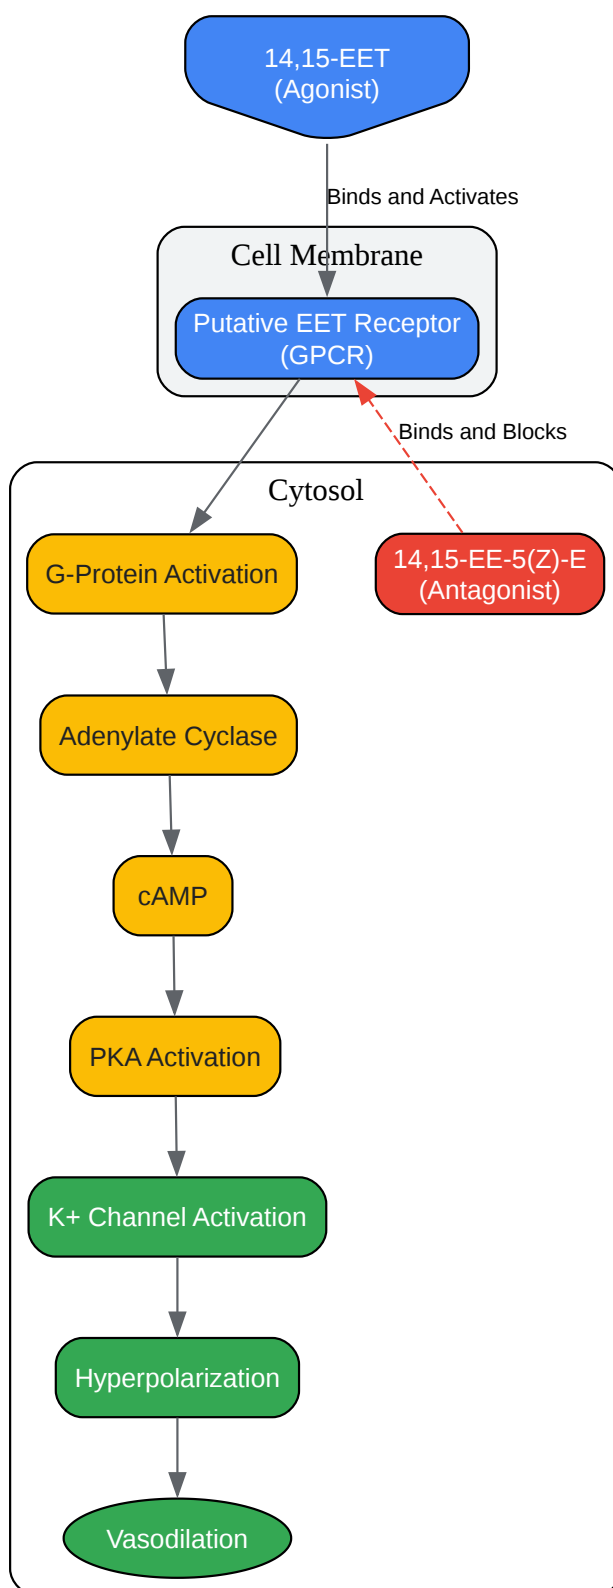 14,15-EET
(Agonist)
Binds and Activates
Cell Membrane
Putative EET Receptor
(GPCR)
Binds and Blocks
Cytosol
G-Protein Activation
14,15-EE-5(Z)-E
(Antagonist)
Adenylate Cyclase
cAMP
PKA Activation
K+ Channel Activation
Hyperpolarization
Vasodilation